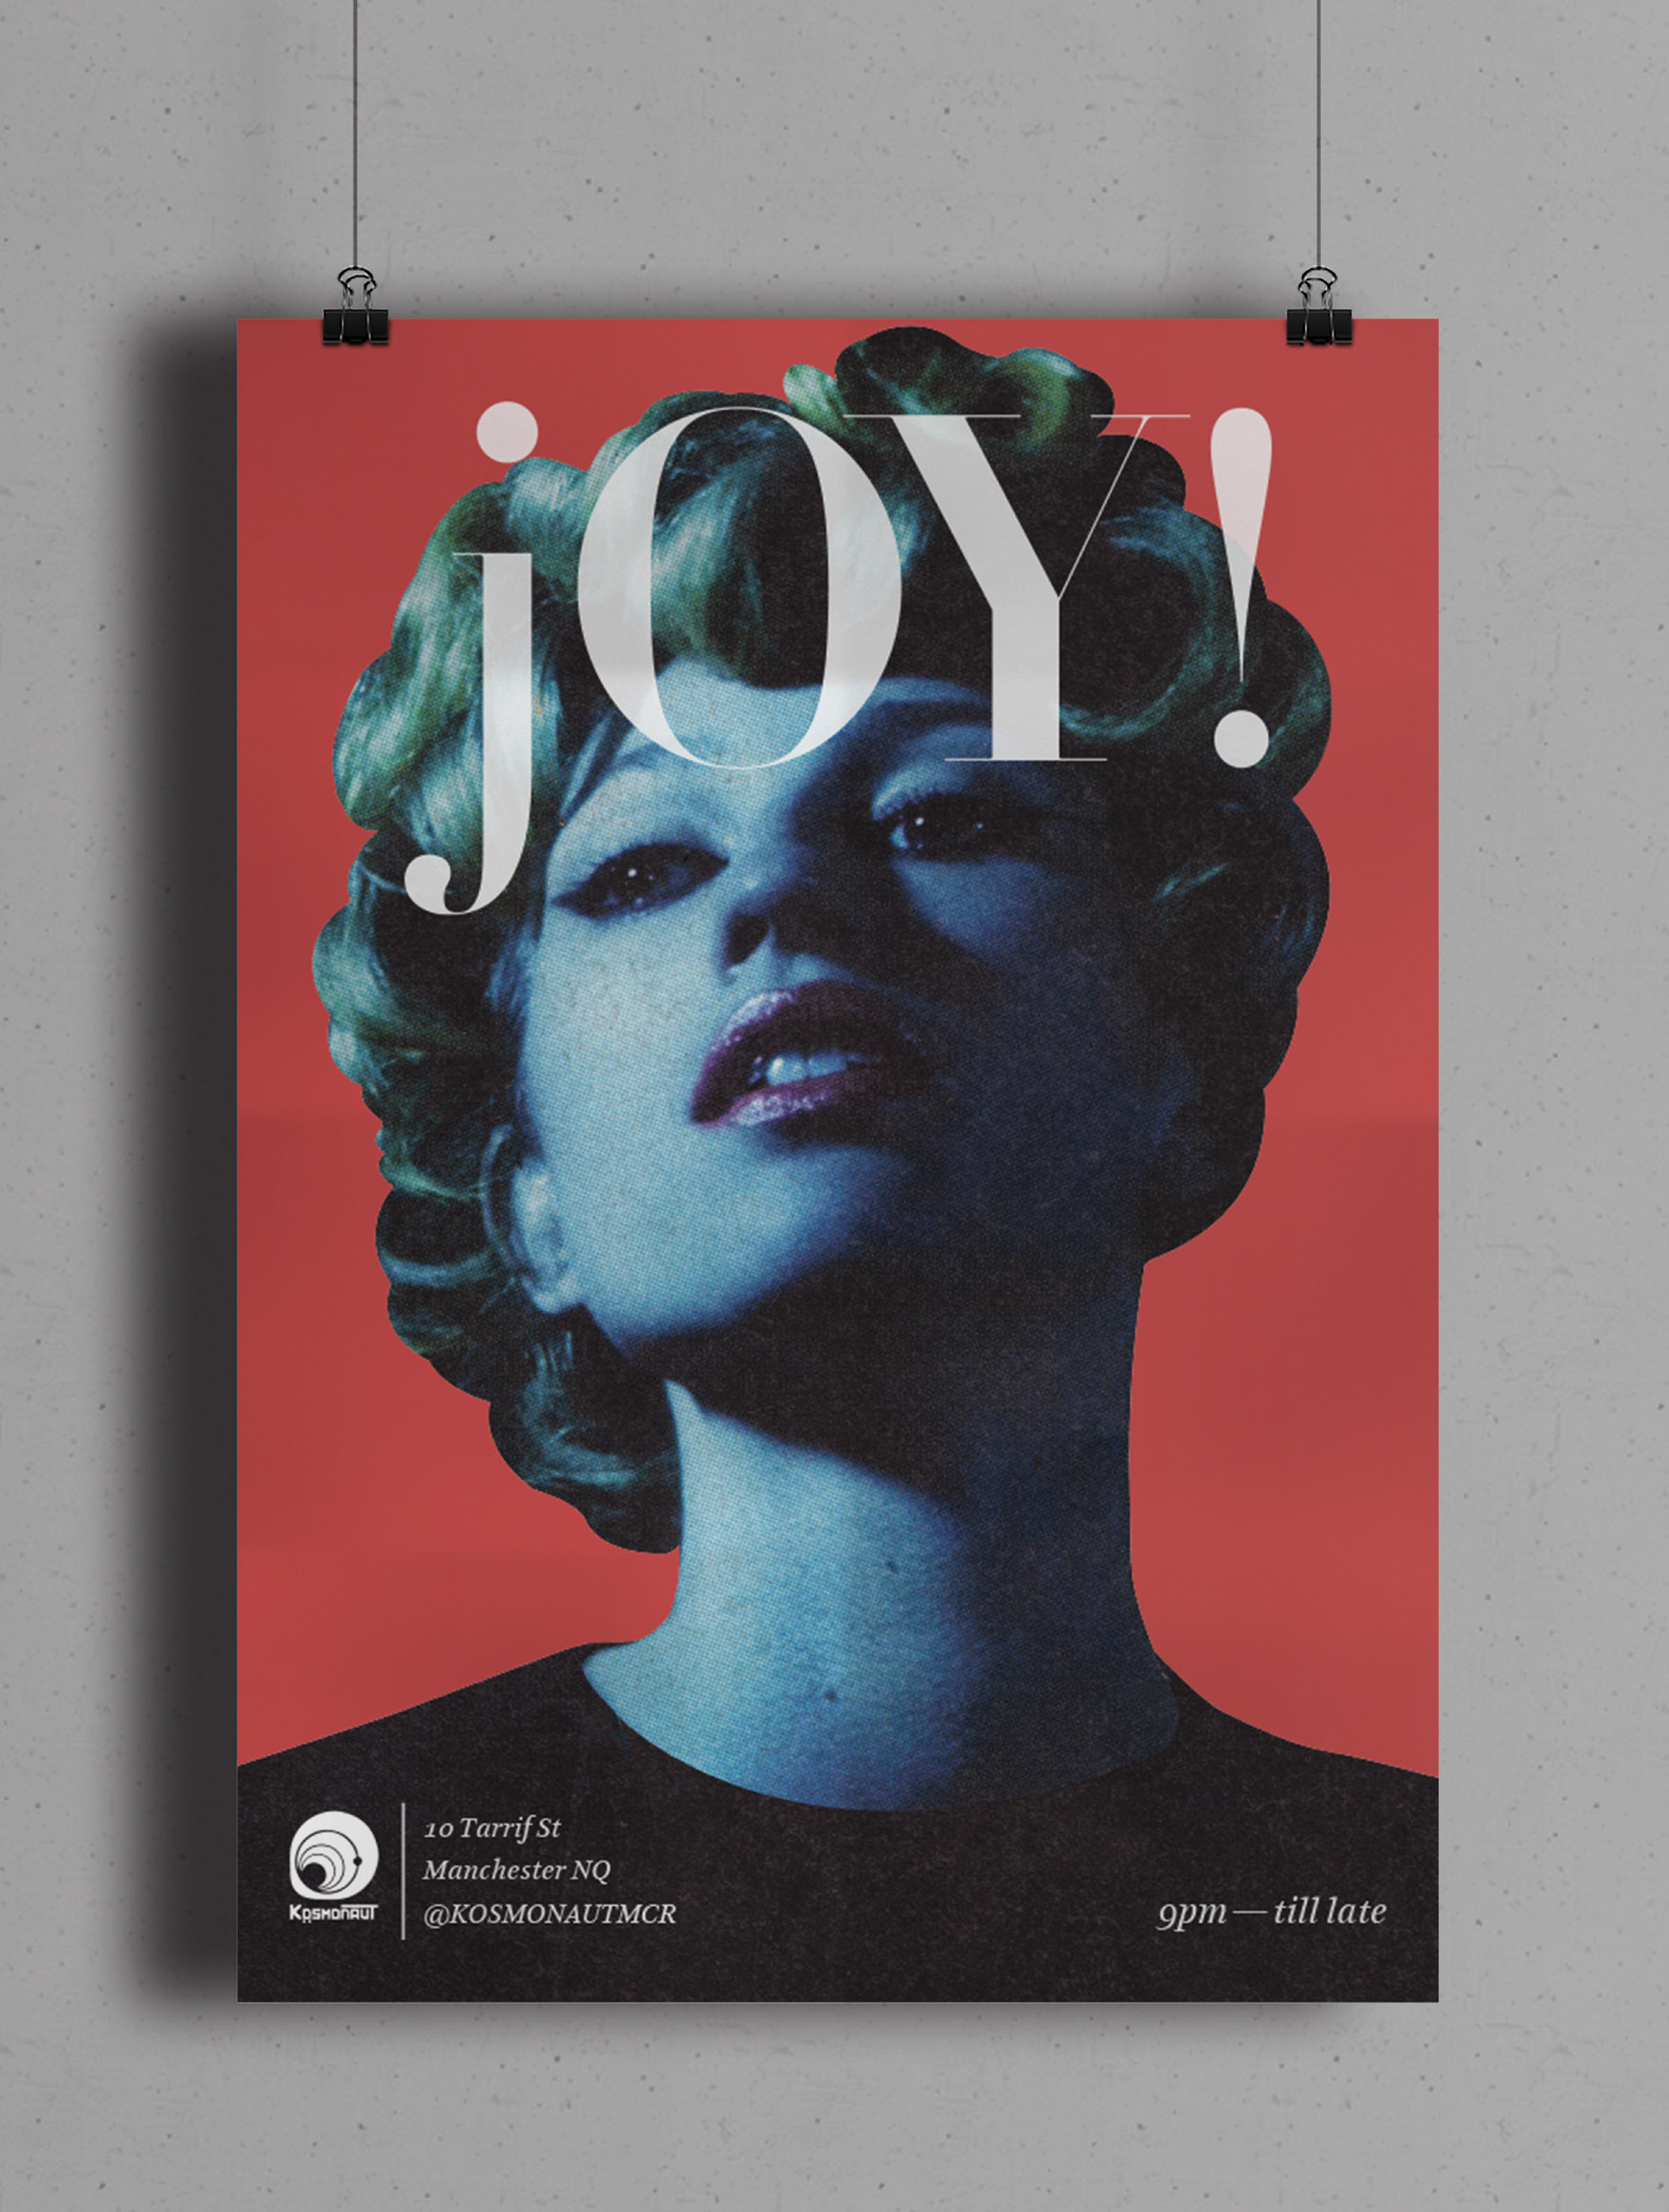 jOY!
10 Tarrif St
Manchester NQ
@KOSMONAUTMCR
KOSMONAUT
9pm — till late